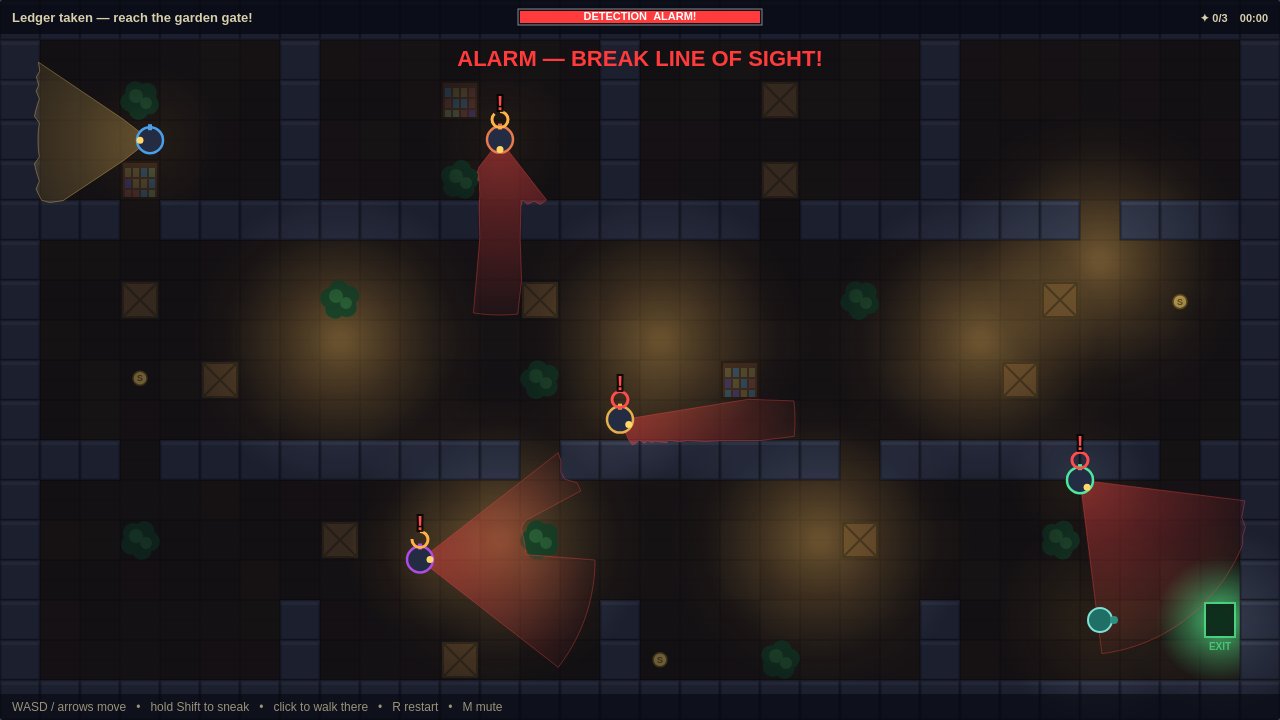 Ledger taken — reach the garden gate!
DETECTION ALARM!
✦ 0/3 00:00
ALARM — BREAK LINE OF SIGHT!
!
S
S
!
!
!
S
EXIT
WASD / arrows move • hold Shift to sneak • click to walk there • R restart • M mute